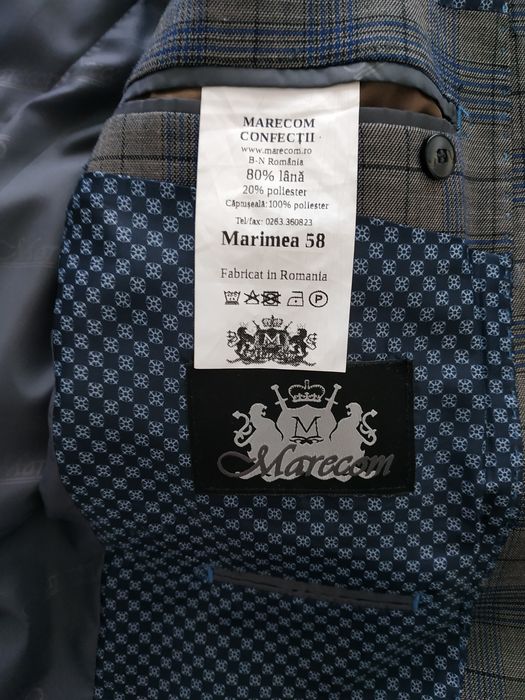 MARECOM
CONFECȚII
www.marecom.ro
B-N România
80% lână
20% poliester
Căptușeală:100% poliester
Tel/fax: 0263.360823
Marimea 58
Fabricat in Romania
P
M
M
Marecom